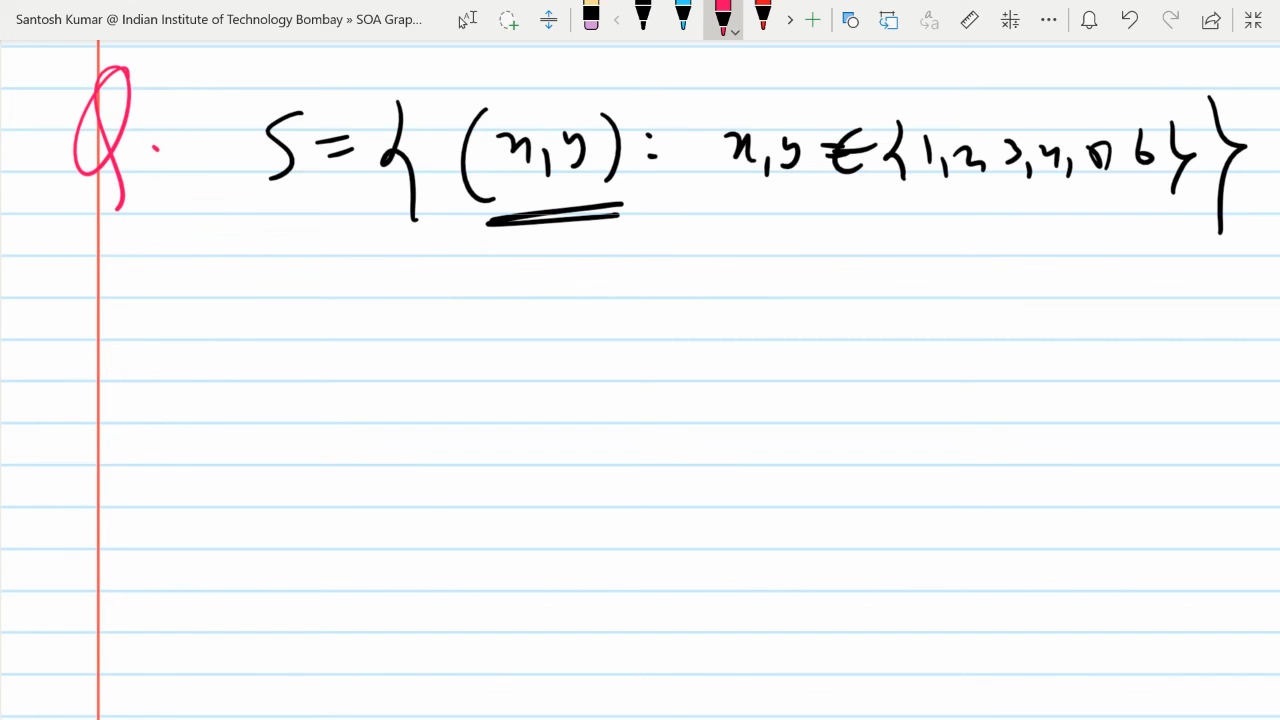 Santosh Kumar @ Indian Institute of Technology Bombay » SOA Grap...
Q. S = { (x, y) : x, y ∈ {1, 2, 3, 4, 5, 6} }